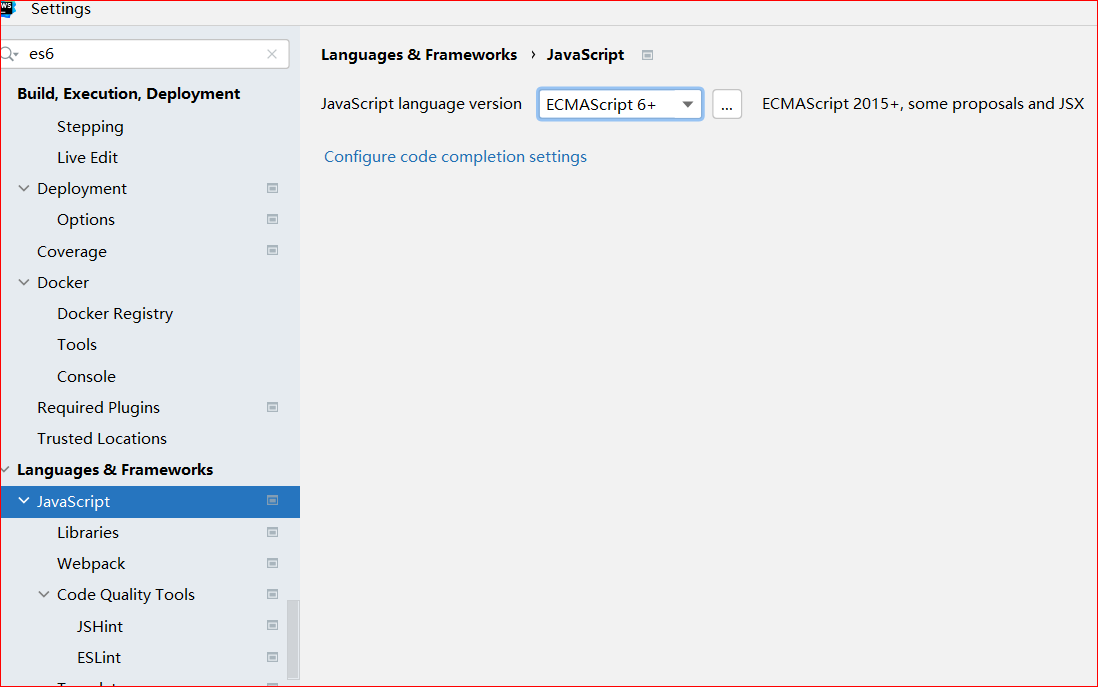 WS
Settings
es6
Build, Execution, Deployment
Stepping
Live Edit
Deployment
Options
Coverage
Docker
Docker Registry
Tools
Console
Required Plugins
Trusted Locations
Languages & Frameworks
JavaScript
Libraries
Webpack
Code Quality Tools
JSHint
ESLint
Languages & Frameworks › JavaScript
JavaScript language version ECMAScript 6+ ... ECMAScript 2015+, some proposals and JSX
Configure code completion settings